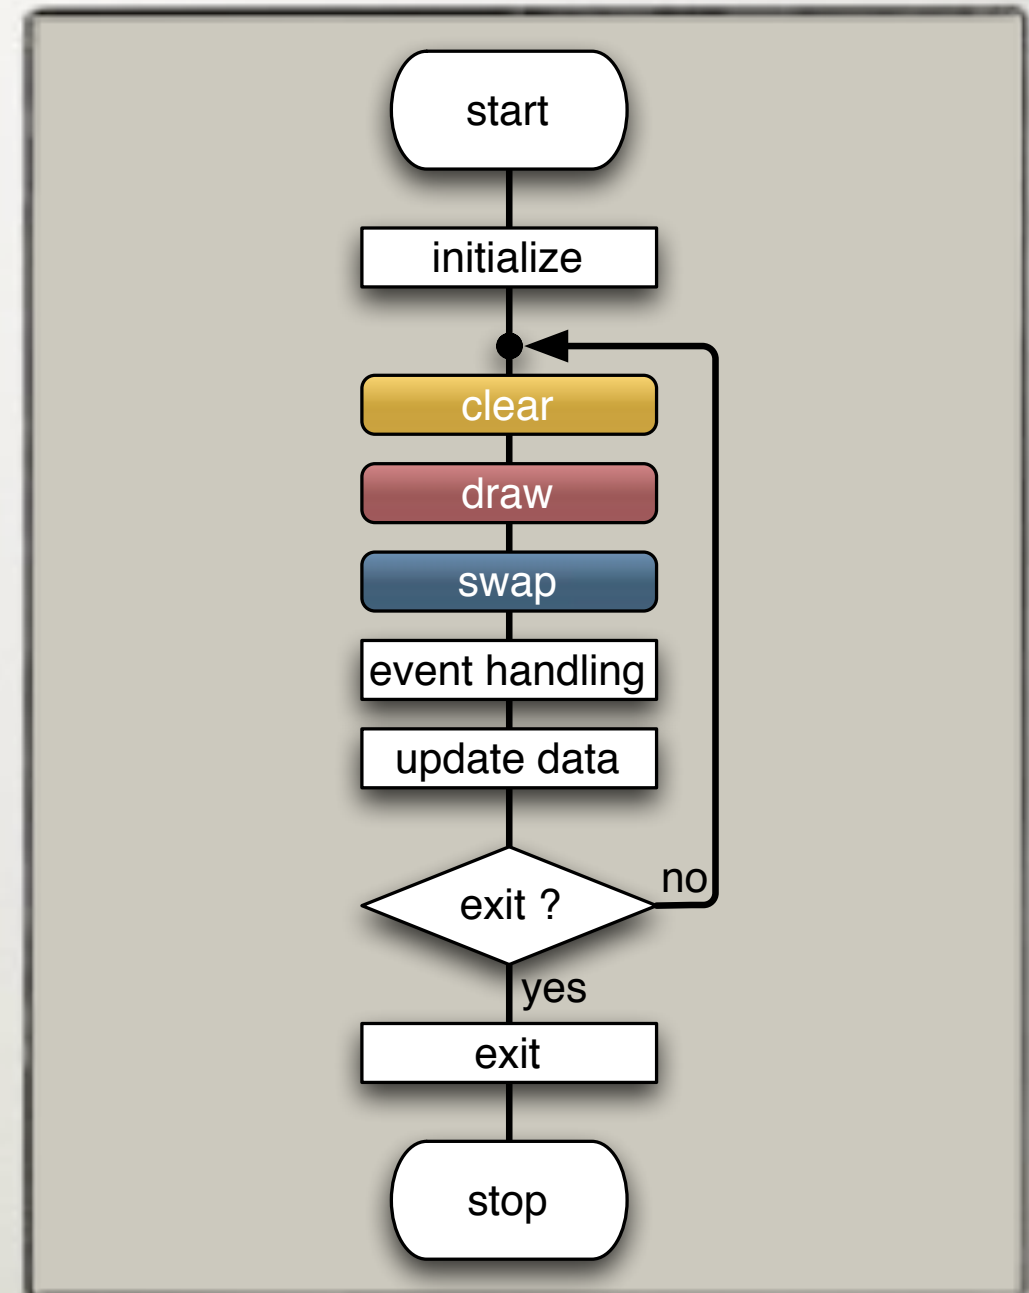 start
initialize
clear
draw
swap
event handling
update data
exit ?
no
yes
exit
stop